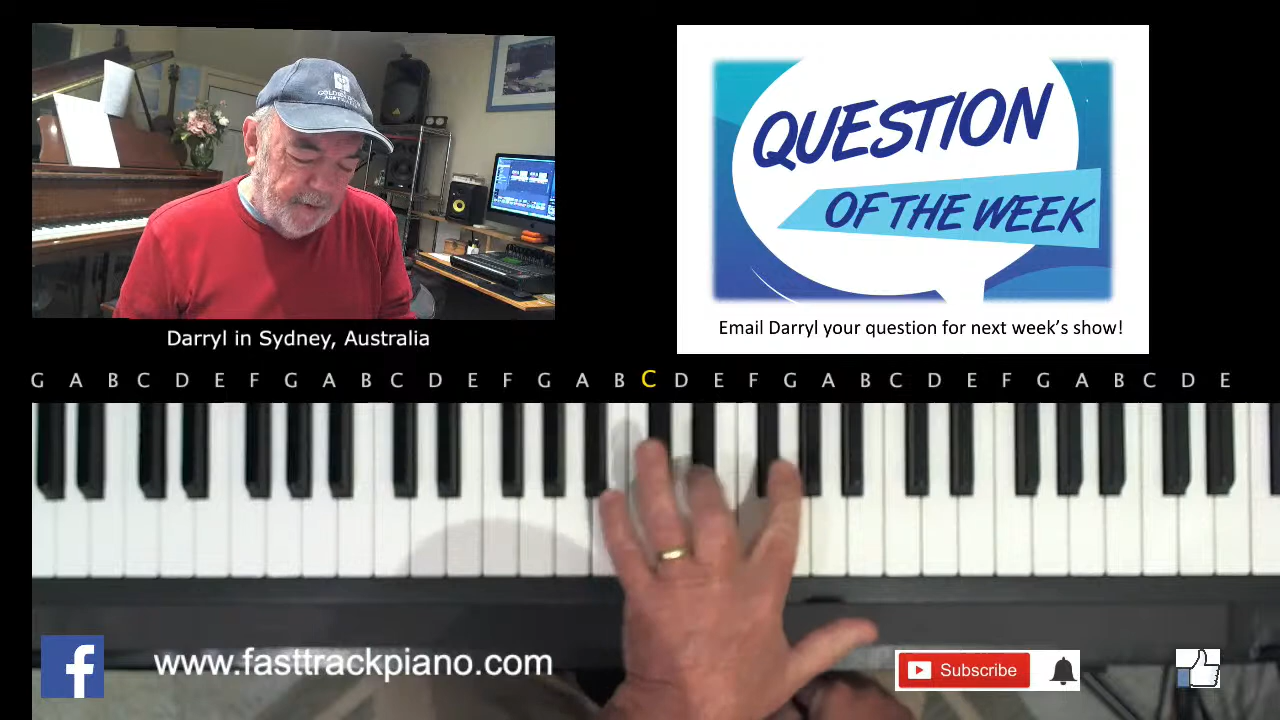 QUESTION
OF THE WEEK
Email Darryl your question for next week's show!
Darryl in Sydney, Australia
G A B C D E F G A B C D E F G A B C D E F G A B C D E F G A B C D E
www.fasttrackpiano.com
Subscribe